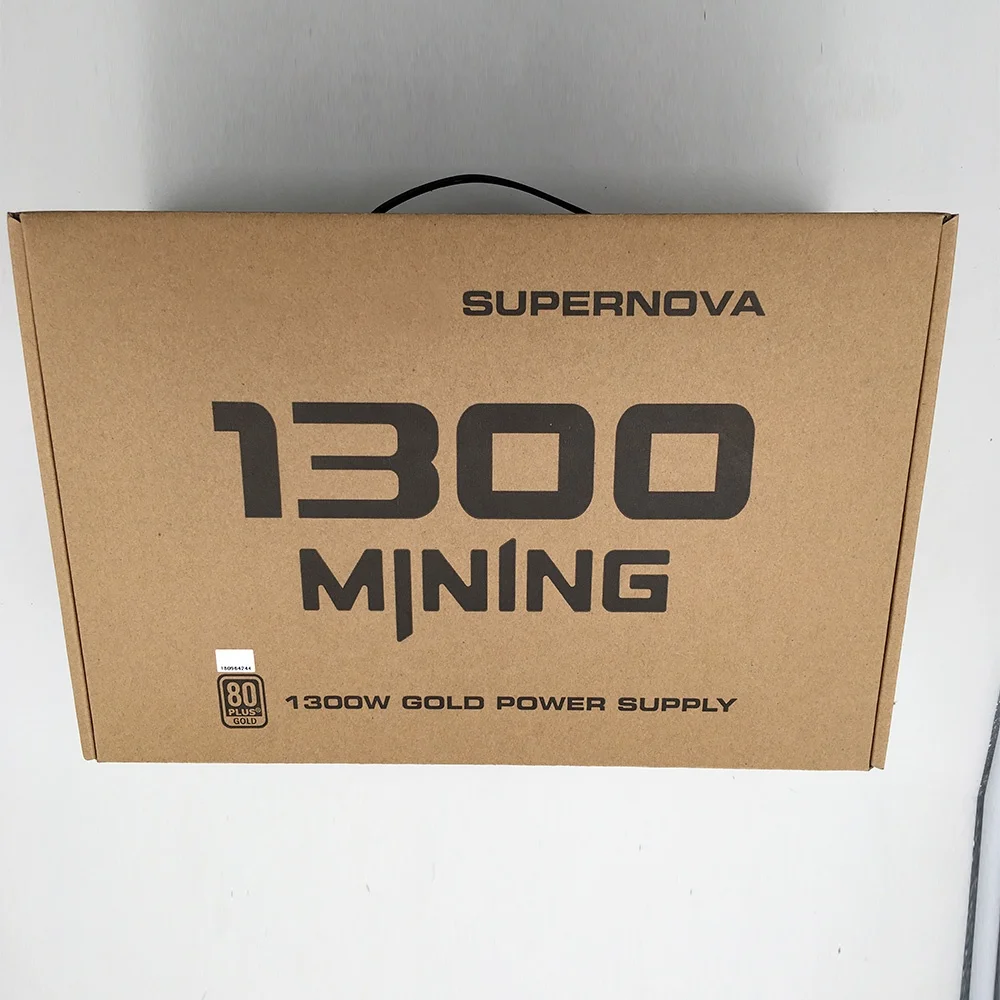 SUPERNOVA
1300
MINING
80
PLUS®
GOLD
1300W GOLD POWER SUPPLY